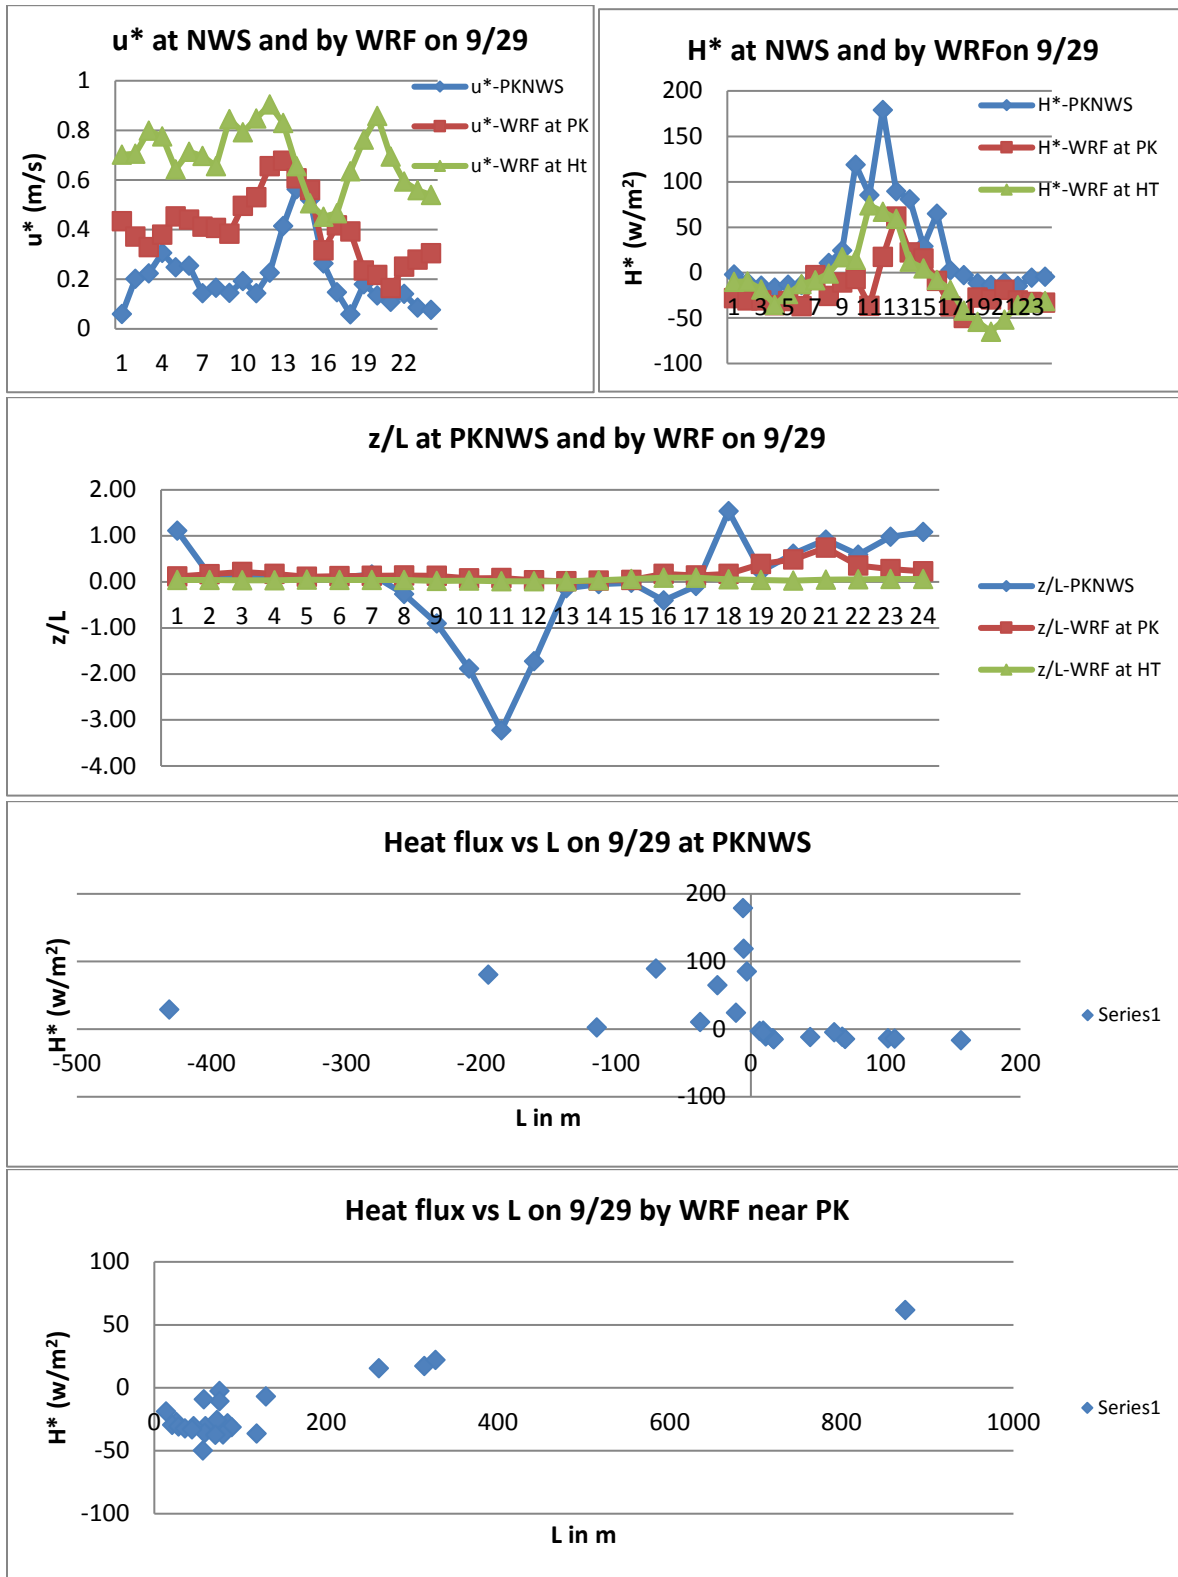 u* at NWS and by WRF on 9/29
u* (m/s)
1
0.8
0.6
0.4
0.2
0
1 4 7 10 13 16 19 22
u*-PKNWS
u*-WRF at PK
u*-WRF at Ht
H* at NWS and by WRFon 9/29
H* (w/m²)
200
150
100
50
0
-50
-100
1 3 5 7 9 11 13 15 17 19 21 23
H*-PKNWS
H*-WRF at PK
H*-WRF at HT
z/L at PKNWS and by WRF on 9/29
z/L
2.00
1.00
0.00
-1.00
-2.00
-3.00
-4.00
1 2 3 4 5 6 7 8 9 10 11 12 13 14 15 16 17 18 19 20 21 22 23 24
z/L-PKNWS
z/L-WRF at PK
z/L-WRF at HT
Heat flux vs L on 9/29 at PKNWS
H* (w/m²)
200
100
0
-100
-500 -400 -300 -200 -100 0 100 200
L in m
Series1
Heat flux vs L on 9/29 by WRF near PK
H* (w/m²)
100
50
0
-50
-100
0 200 400 600 800 1000
L in m
Series1